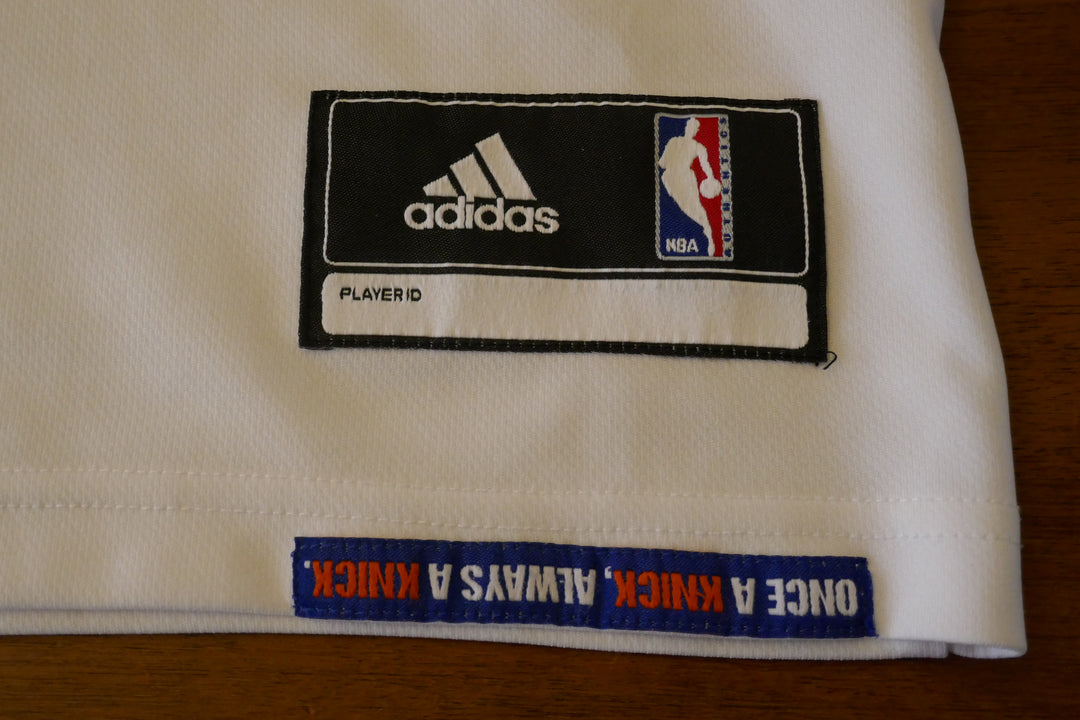 adidas
NBA
AUTHENTICS
PLAYER ID
ONCE A KNICK, ALWAYS A KNICK.